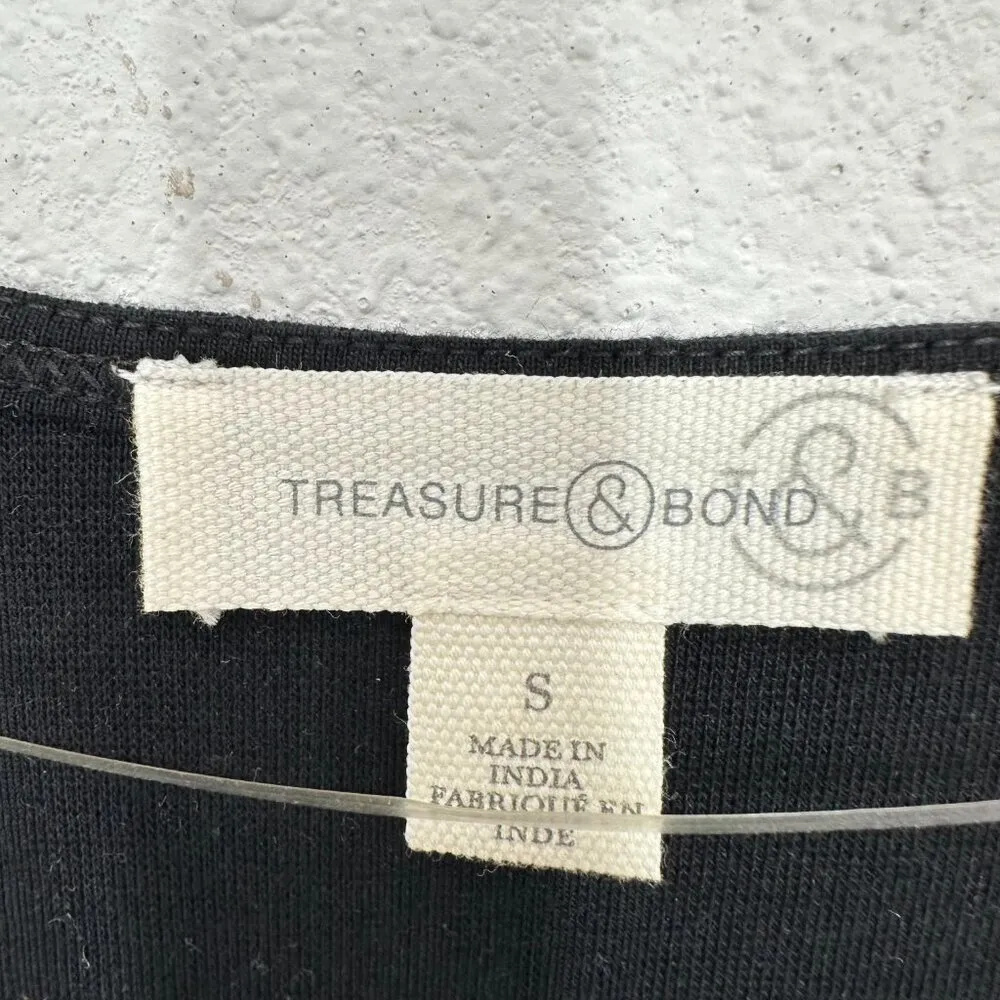 TREASURE & BOND
T & B
S
MADE IN
INDIA
FABRIQUÉ EN
INDE